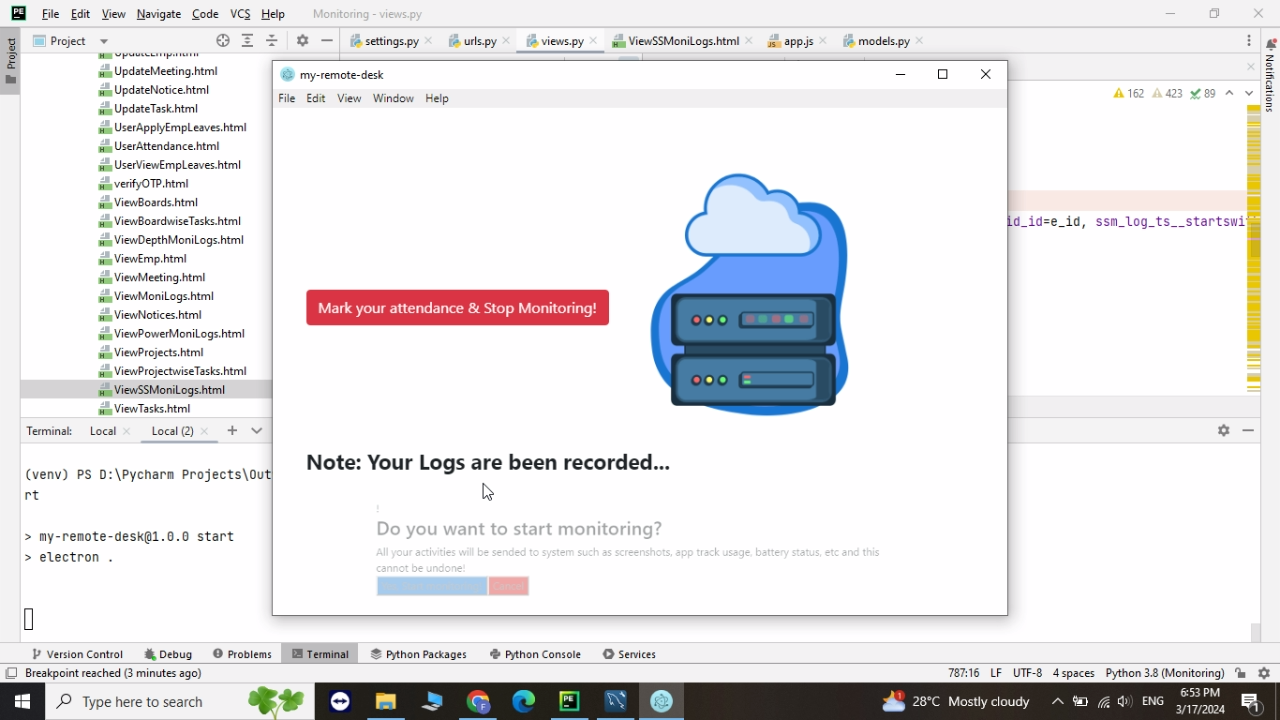 File Edit View Navigate Code VCS Help Monitoring - views.py
Project
Project settings.py urls.py views.py ViewSSMoniLogs.html app.js models.py
Notifications
UpdateMeeting.html
UpdateNotice.html
UpdateTask.html
UserApplyEmpLeaves.html
UserAttendance.html
UserViewEmpLeaves.html
verifyOTP.html
ViewBoards.html
ViewBoardwiseTasks.html
ViewDepthMoniLogs.html
ViewEmp.html
ViewMeeting.html
ViewMoniLogs.html
ViewNotices.html
ViewPowerMoniLogs.html
ViewProjects.html
ViewProjectwiseTasks.html
ViewSSMoniLogs.html
ViewTasks.html
162 423 89
id_id=e_id, ssm_log_ts__startswi
my-remote-desk
File Edit View Window Help
Mark your attendance & Stop Monitoring!
Note: Your Logs are been recorded...
!
Do you want to start monitoring?
All your activities will be sended to system such as screenshots, app track usage, battery status, etc and this
cannot be undone!
Cancel
Terminal: Local Local (2)
(venv) PS D:\Pycharm Projects\Out
rt
> my-remote-desk@1.0.0 start
> electron .
Version Control Debug Problems Terminal Python Packages Python Console Services
Breakpoint reached (3 minutes ago) 787:16 LF UTF-8 4 spaces Python 3.8 (Monitoring)
Type here to search 28°C Mostly cloudy ENG 6:53 PM
3/17/2024